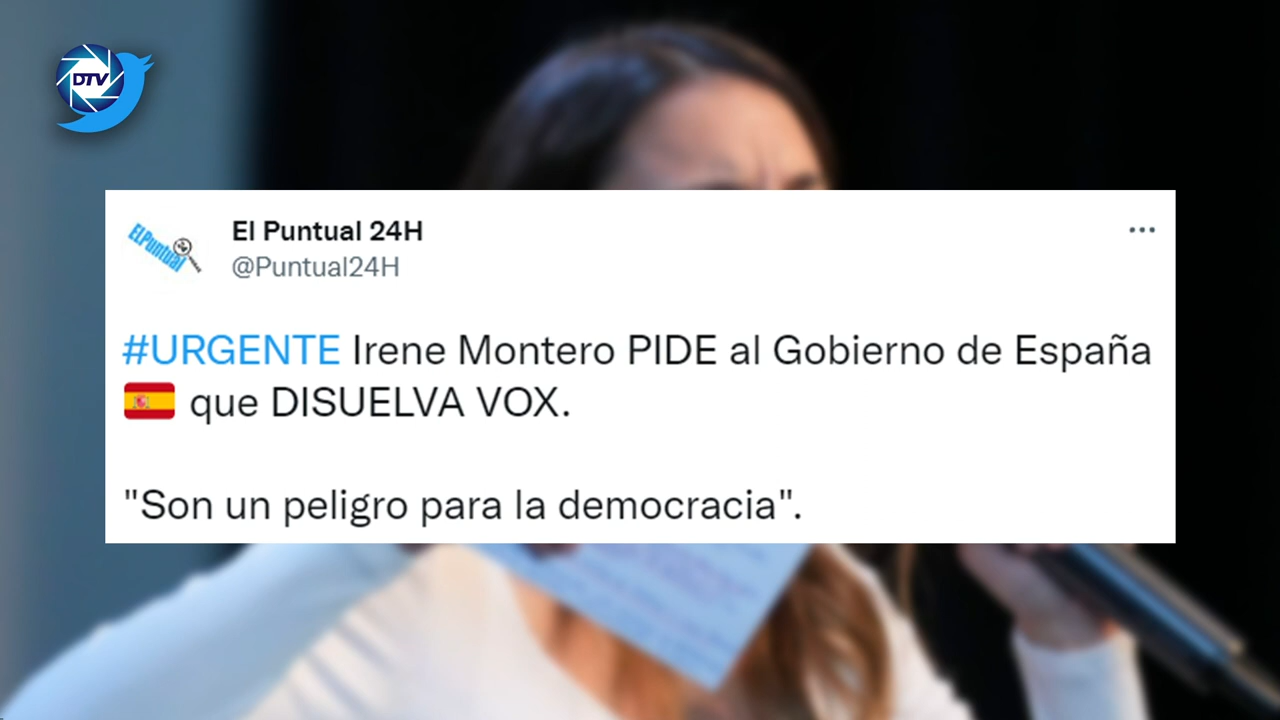 DTV
ELPuntual
El Puntual 24H
@Puntual24H
#URGENTE Irene Montero PIDE al Gobierno de España
🇪🇸 que DISUELVA VOX.
"Son un peligro para la democracia".